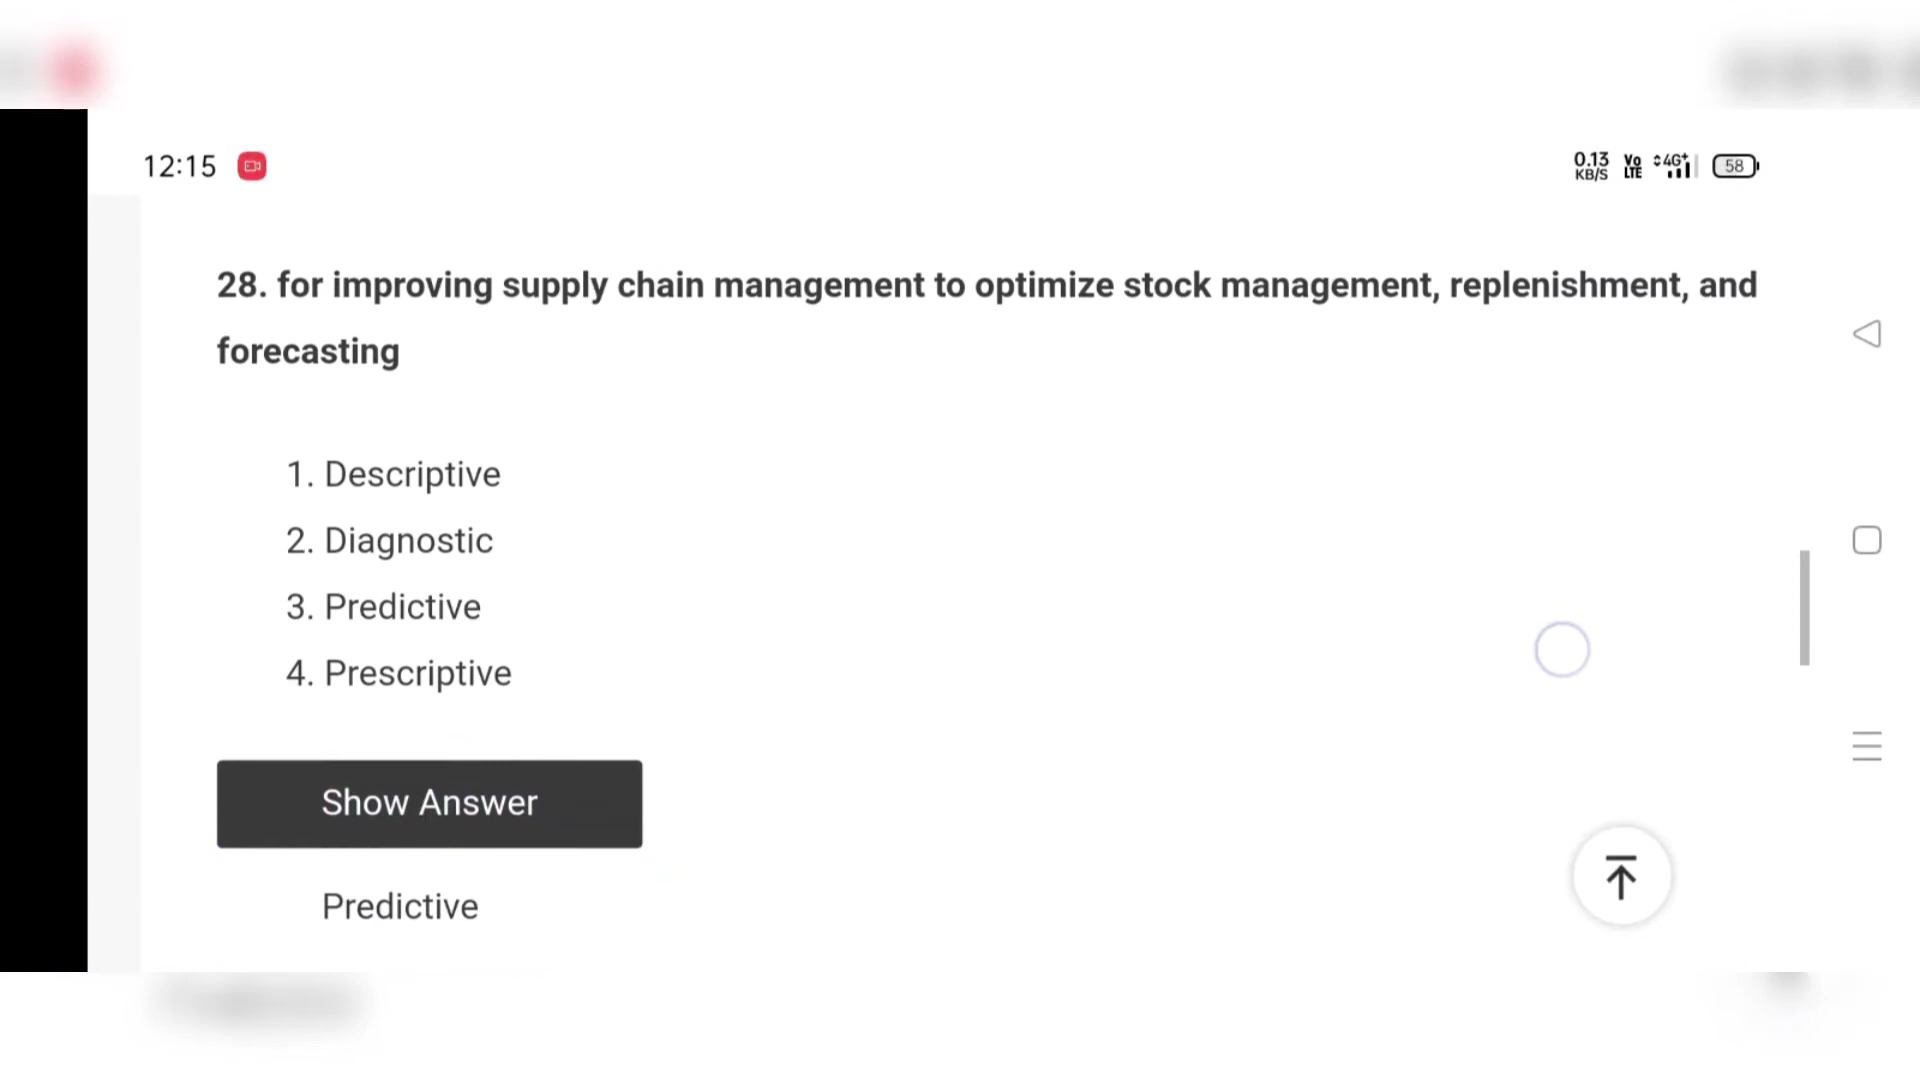 12:15
0.13 KB/S Vo LTE 4G+ 58
28. for improving supply chain management to optimize stock management, replenishment, and
forecasting
1. Descriptive
2. Diagnostic
3. Predictive
4. Prescriptive
Show Answer
Predictive